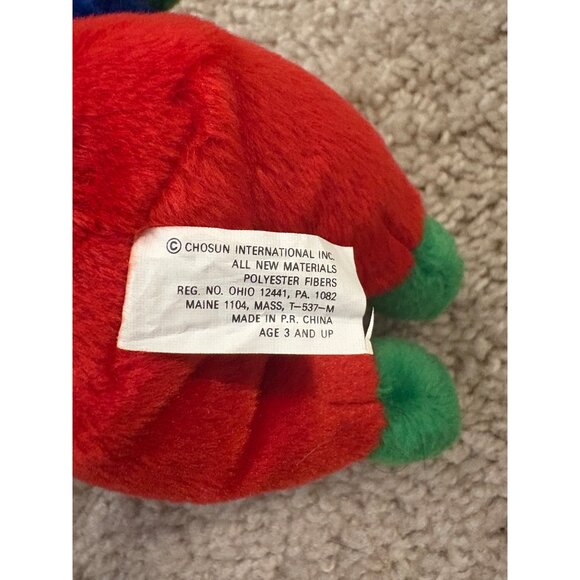 © CHOSUN INTERNATIONAL INC.
ALL NEW MATERIALS
POLYESTER FIBERS
REG. NO. OHIO 12441, PA. 1082
MAINE 1104, MASS, T-537-M
MADE IN P.R. CHINA
AGE 3 AND UP